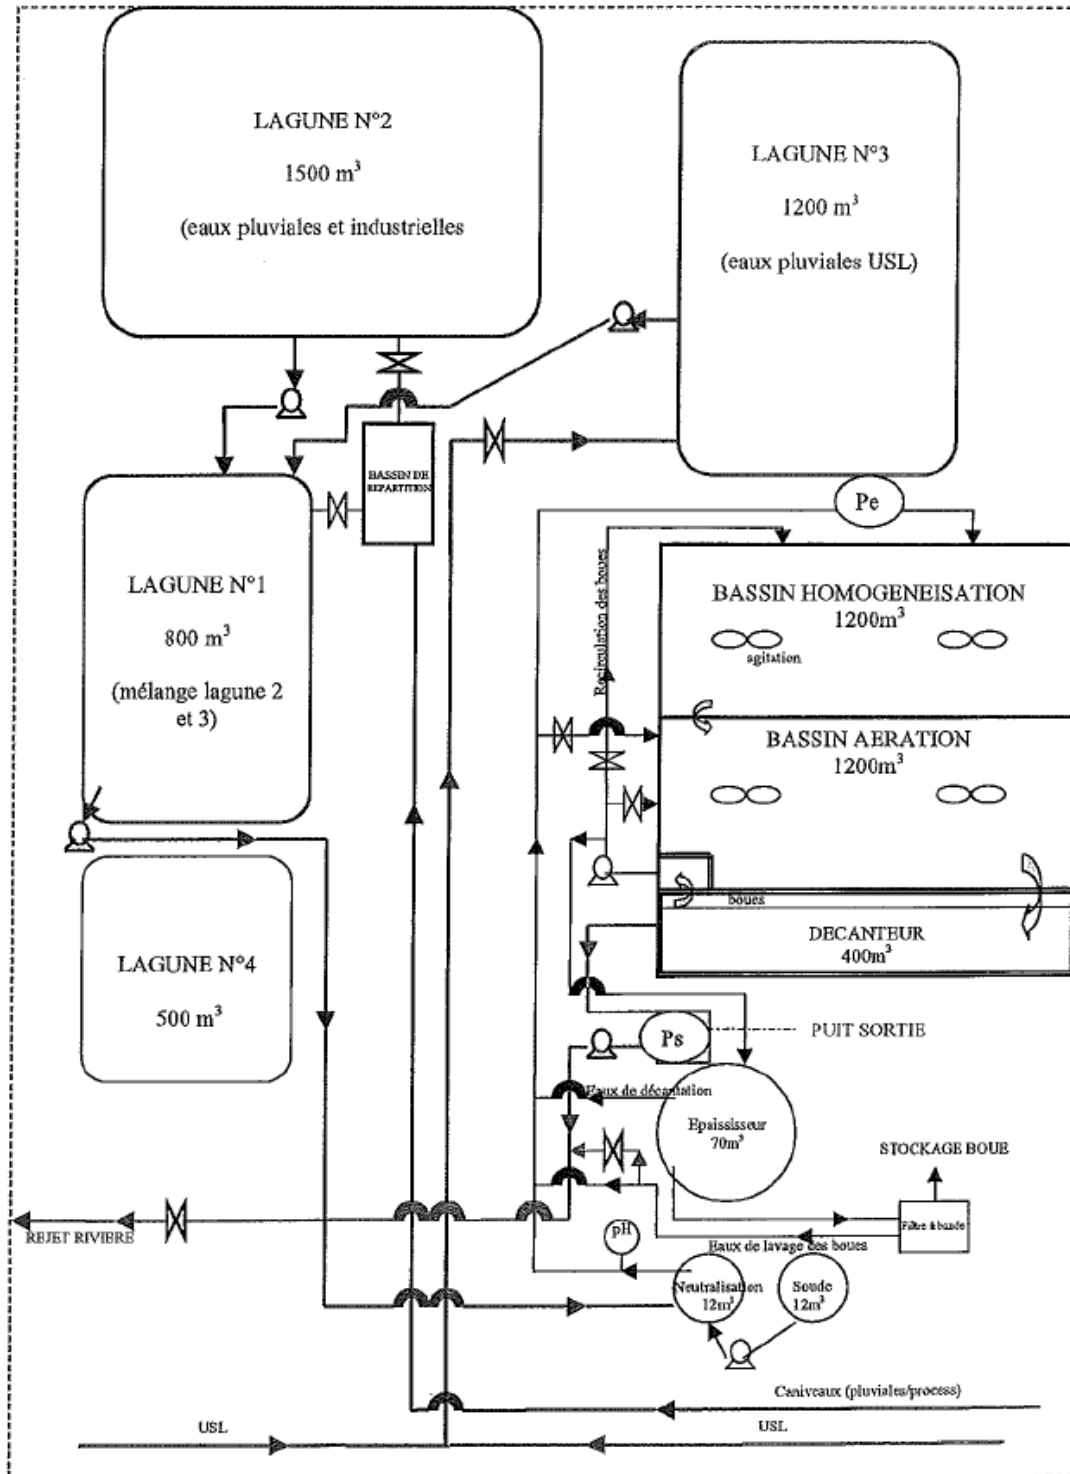 LAGUNE N°2
1500 m³
(eaux pluviales et industrielles
LAGUNE N°3
1200 m³
(eaux pluviales USL)
BASSIN DE
REPARTITION
Pe
LAGUNE N°1
800 m³
(mélange lagune 2
et 3)
Recirculation des boues
BASSIN HOMOGENEISATION
1200m³
agitation
BASSIN AERATION
1200m³
boues
DECANTEUR
400m³
LAGUNE N°4
500 m³
Ps
PUIT SORTIE
Eaux de décantation
Epaississeur
70m³
STOCKAGE BOUE
Filtre à bande
REJET RIVIERE
pH
Eaux de lavage des boues
Neutralisation
12m³
Soude
12m³
Caniveaux (pluviales/process)
USL
USL